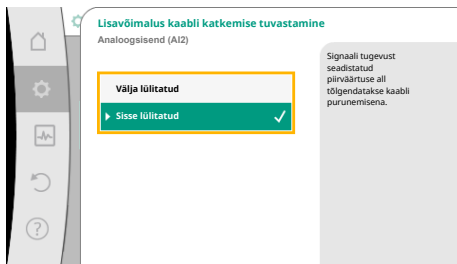 Lisavõimalus kaabli katkemise tuvastamine
Analoogsisend (AI2)
Välja lülitatud
Sisse lülitatud
Signaali tugevust
seadistatud
piirväärtuse all
tõlgendatakse kaabli
purunemisena.